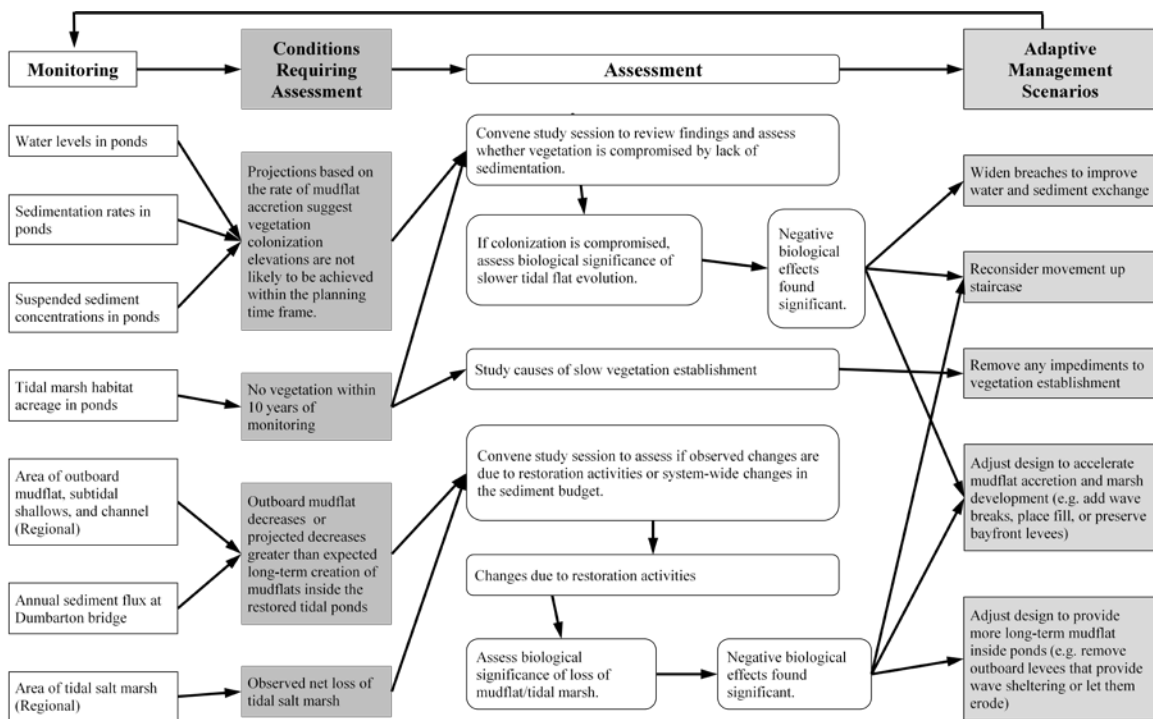 Monitoring
Conditions
Requiring
Assessment
Assessment
Adaptive
Management
Scenarios
Water levels in ponds
Sedimentation rates in
ponds
Suspended sediment
concentrations in ponds
Tidal marsh habitat
acreage in ponds
Area of outboard
mudflat, subtidal
shallows, and channel
(Regional)
Annual sediment flux at
Dumbarton bridge
Area of tidal salt marsh
(Regional)
Projections based on
the rate of mudflat
accretion suggest
vegetation
colonization
elevations are not
likely to be achieved
within the planning
time frame.
No vegetation within
10 years of
monitoring
Outboard mudflat
decreases or
projected decreases
greater than expected
long-term creation of
mudflats inside the
restored tidal ponds
Observed net loss of
tidal salt marsh
Convene study session to review findings and assess
whether vegetation is compromised by lack of
sedimentation.
If colonization is compromised,
assess biological significance of
slower tidal flat evolution.
Negative
biological
effects
found
significant.
Study causes of slow vegetation establishment
Convene study session to assess if observed changes are
due to restoration activities or system-wide changes in
the sediment budget.
Changes due to restoration activities
Assess biological
significance of loss of
mudflat/tidal marsh.
Negative biological
effects found
significant.
Widen breaches to improve
water and sediment exchange
Reconsider movement up
staircase
Remove any impediments to
vegetation establishment
Adjust design to accelerate
mudflat accretion and marsh
development (e.g. add wave
breaks, place fill, or preserve
bayfront levees)
Adjust design to provide
more long-term mudflat
inside ponds (e.g. remove
outboard levees that provide
wave sheltering or let them
erode)